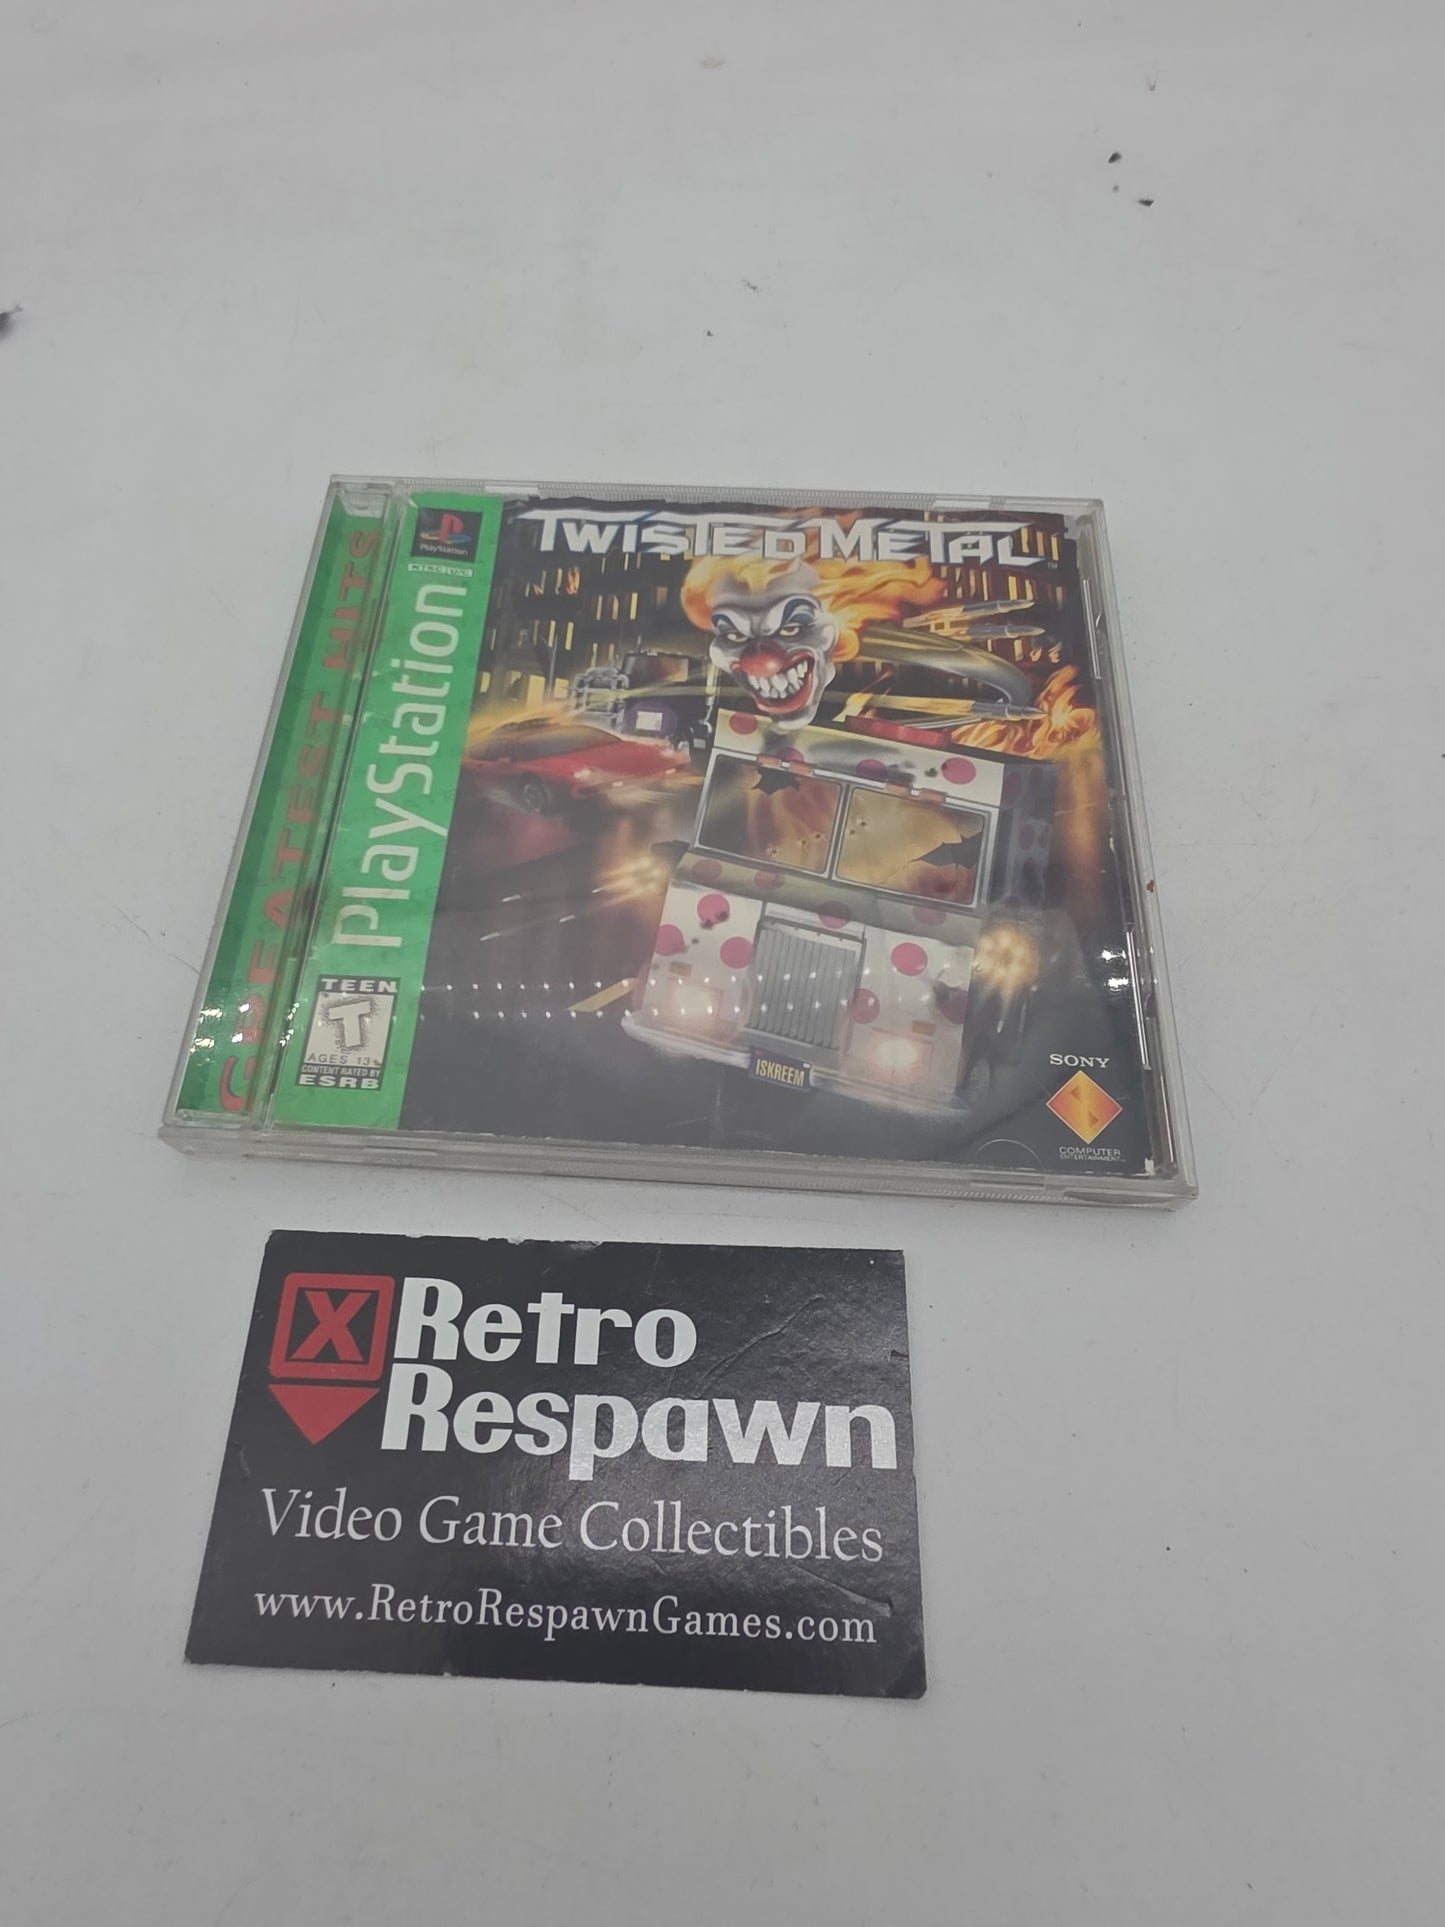 GREATEST HITS
PlayStation
NTSC U/C
PlayStation
TWISTED METAL™
ISKREEM
TEEN
T
AGES 13+
CONTENT RATED BY
ESRB
SONY
COMPUTER
ENTERTAINMENT
X Retro
Respawn
Video Game Collectibles
www.RetroRespawnGames.com